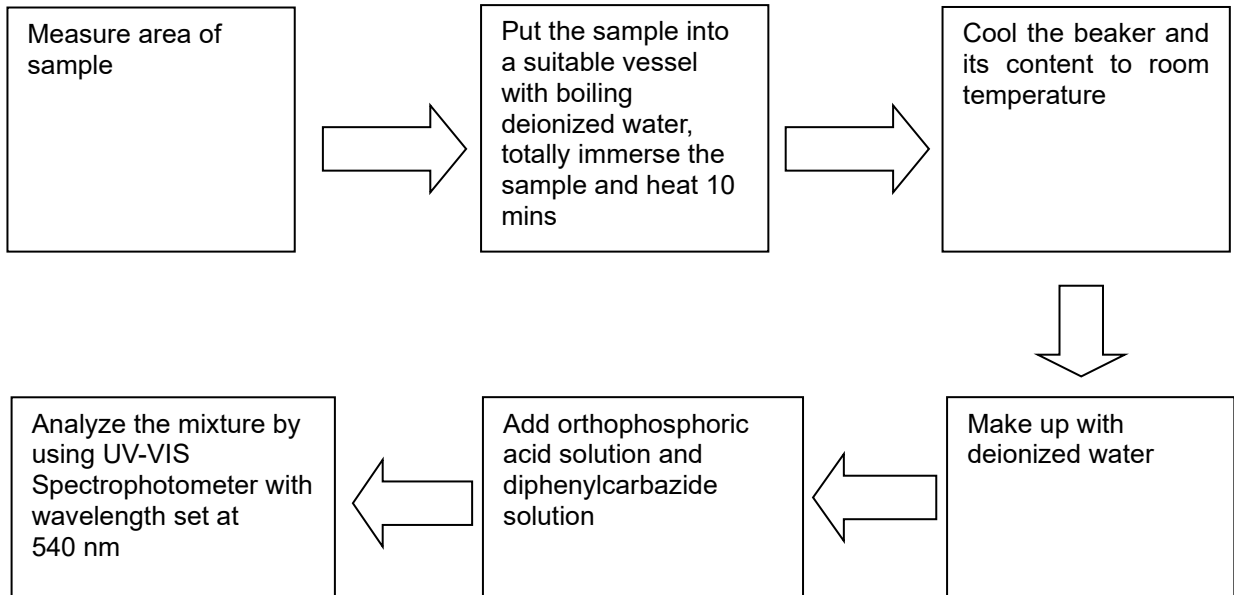 Measure area of
sample
Put the sample into
a suitable vessel
with boiling
deionized water,
totally immerse the
sample and heat 10
mins
Cool the beaker and
its content to room
temperature
Make up with
deionized water
Add orthophosphoric
acid solution and
diphenylcarbazide
solution
Analyze the mixture by
using UV-VIS
Spectrophotometer with
wavelength set at
540 nm